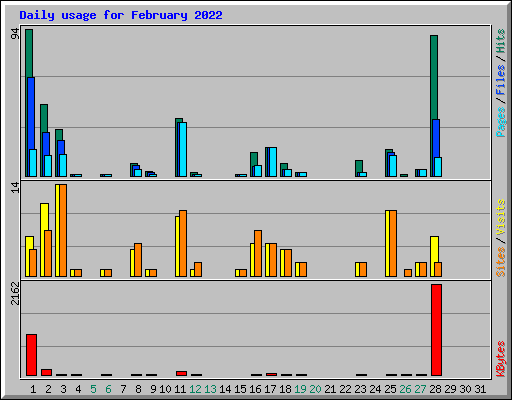 Daily usage for February 2022
94
Pages / Files / Hits
14
Sites / Visits
2162
KBytes
1 2 3 4 5 6 7 8 9 10 11 12 13 14 15 16 17 18 19 20 21 22 23 24 25 26 27 28 29 30 31